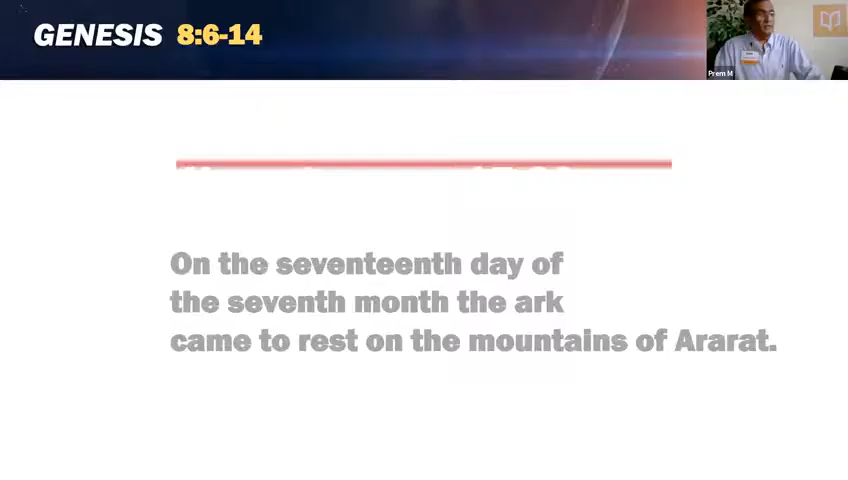 GENESIS 8:6-14
Prem M
On the seventeenth day of
the seventh month the ark
came to rest on the mountains of Ararat.